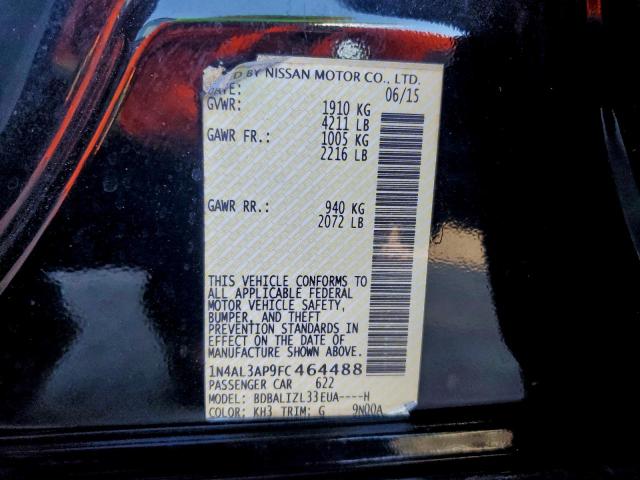 D BY NISSAN MOTOR CO., LTD.
DATE: 06/15
GVWR: 1910 KG
4211 LB
GAWR FR.: 1005 KG
2216 LB
GAWR RR.: 940 KG
2072 LB
THIS VEHICLE CONFORMS TO
ALL APPLICABLE FEDERAL
MOTOR VEHICLE SAFETY,
BUMPER, AND THEFT
PREVENTION STANDARDS IN
EFFECT ON THE DATE OF
MANUFACTURE SHOWN ABOVE.
1N4AL3AP9FC464488
PASSENGER CAR 622
MODEL: BDBALIZL33EUA----H
COLOR: KH3 TRIM: G 9N00A